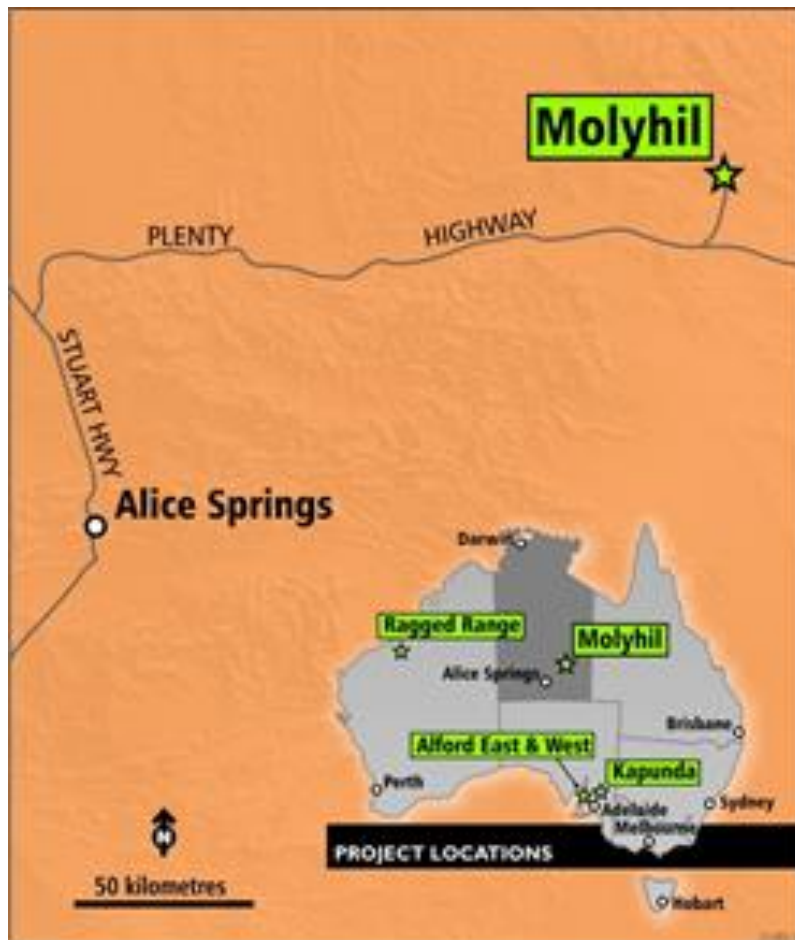 Molyhil
PLENTY
HIGHWAY
STUART HWY
Alice Springs
Darwin
Ragged Range
Molyhil
Alice Springs
Brisbane
Alford East & West
Kapunda
Perth
Adelaide
Sydney
Melbourne
N
PROJECT LOCATIONS
50 kilometres
Hobart